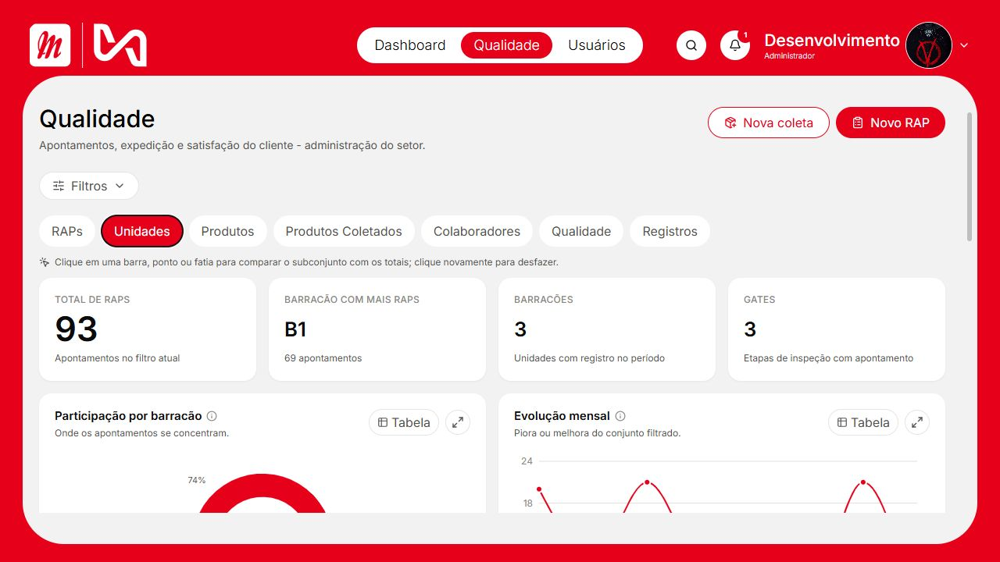 m
Dashboard
Qualidade
Usuários
1
Desenvolvimento
Administrador
Qualidade
Apontamentos, expedição e satisfação do cliente - administração do setor.
Nova coleta
Novo RAP
Filtros
RAPs
Unidades
Produtos
Produtos Coletados
Colaboradores
Qualidade
Registros
Clique em uma barra, ponto ou fatia para comparar o subconjunto com os totais; clique novamente para desfazer.
TOTAL DE RAPS
93
Apontamentos no filtro atual
BARRACÃO COM MAIS RAPS
B1
69 apontamentos
BARRACÕES
3
Unidades com registro no período
GATES
3
Etapas de inspeção com apontamento
Participação por barracão
Onde os apontamentos se concentram.
Tabela
74%
Evolução mensal
Piora ou melhora do conjunto filtrado.
Tabela
24
18